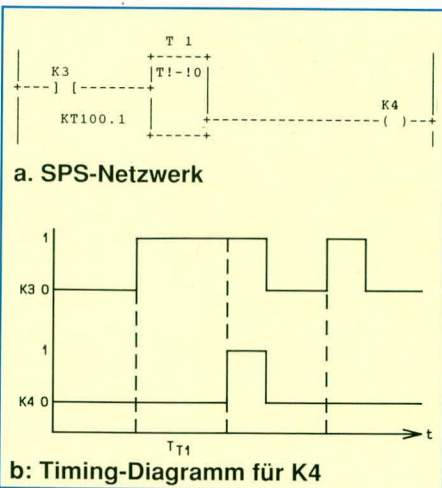 T 1
K3
T!-!0
] [
KT100.1
K4
( )
a. SPS-Netzwerk
1
K3 0
1
K4 0
T T1
t
b: Timing-Diagramm für K4